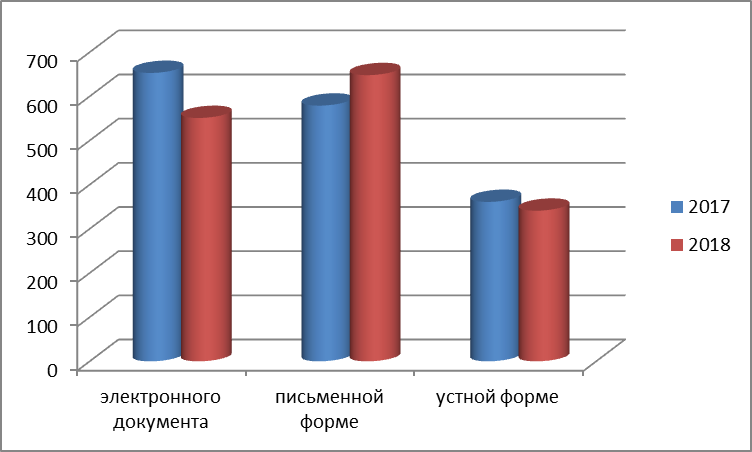 700
600
500
400
300
200
100
0
электронного
документа
письменной
форме
устной форме
2017
2018